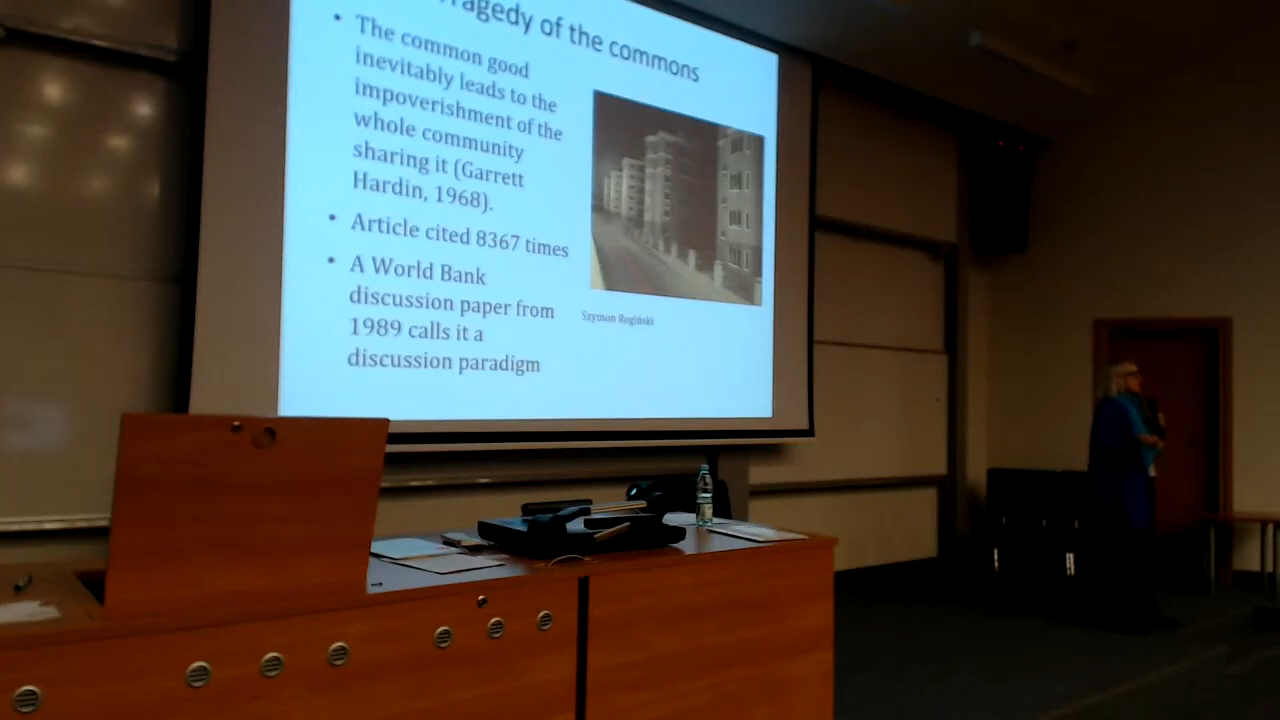 Tragedy of the commons
• The common good
inevitably leads to the
impoverishment of the
whole community
sharing it (Garrett
Hardin, 1968).
• Article cited 8367 times
• A World Bank
discussion paper from
1989 calls it a
discussion paradigm
Szymon Rogiński